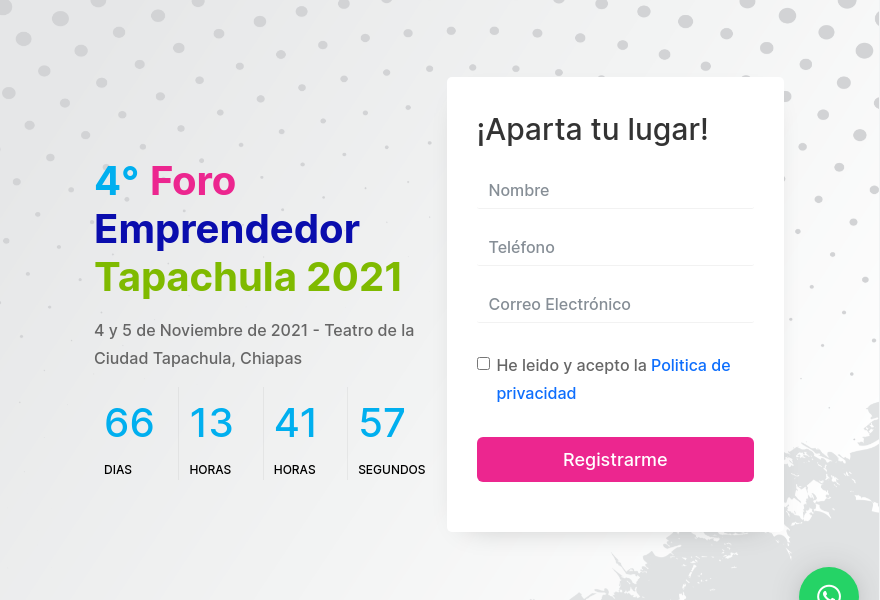 4° Foro
Emprendedor
Tapachula 2021
4 y 5 de Noviembre de 2021 - Teatro de la
Ciudad Tapachula, Chiapas
66 13 41 57
DIAS HORAS HORAS SEGUNDOS
¡Aparta tu lugar!
Nombre
Teléfono
Correo Electrónico
He leido y acepto la Politica de
privacidad
Registrarme